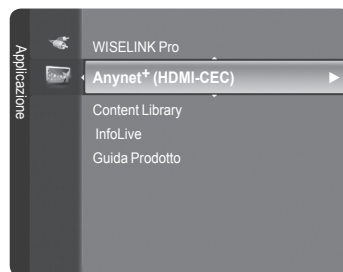 Applicazione
WISELINK Pro
Anynet+ (HDMI-CEC)
Content Library
InfoLive
Guida Prodotto